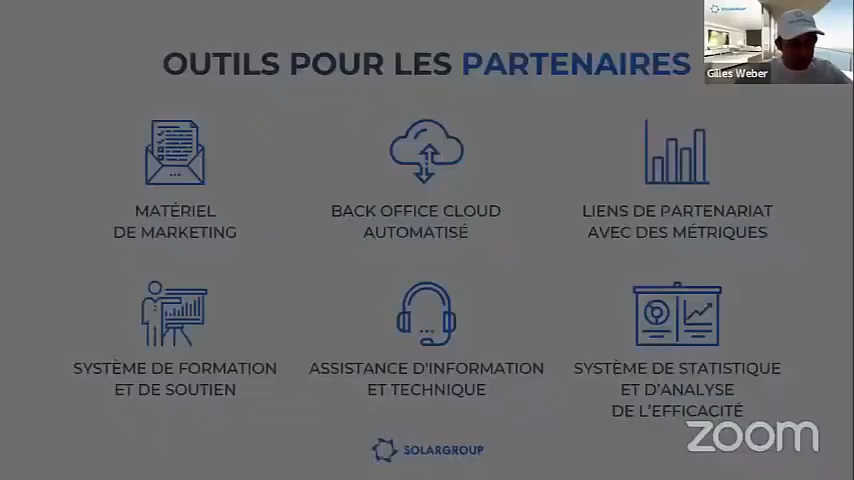 SOLARGROUP
Gilles Weber
OUTILS POUR LES PARTENAIRES
MATÉRIEL
DE MARKETING
BACK OFFICE CLOUD
AUTOMATISÉ
LIENS DE PARTENARIAT
AVEC DES MÉTRIQUES
SYSTÈME DE FORMATION
ET DE SOUTIEN
ASSISTANCE D'INFORMATION
ET TECHNIQUE
SYSTÈME DE STATISTIQUE
ET D'ANALYSE
DE L'EFFICACITÉ
SOLARGROUP
zoom